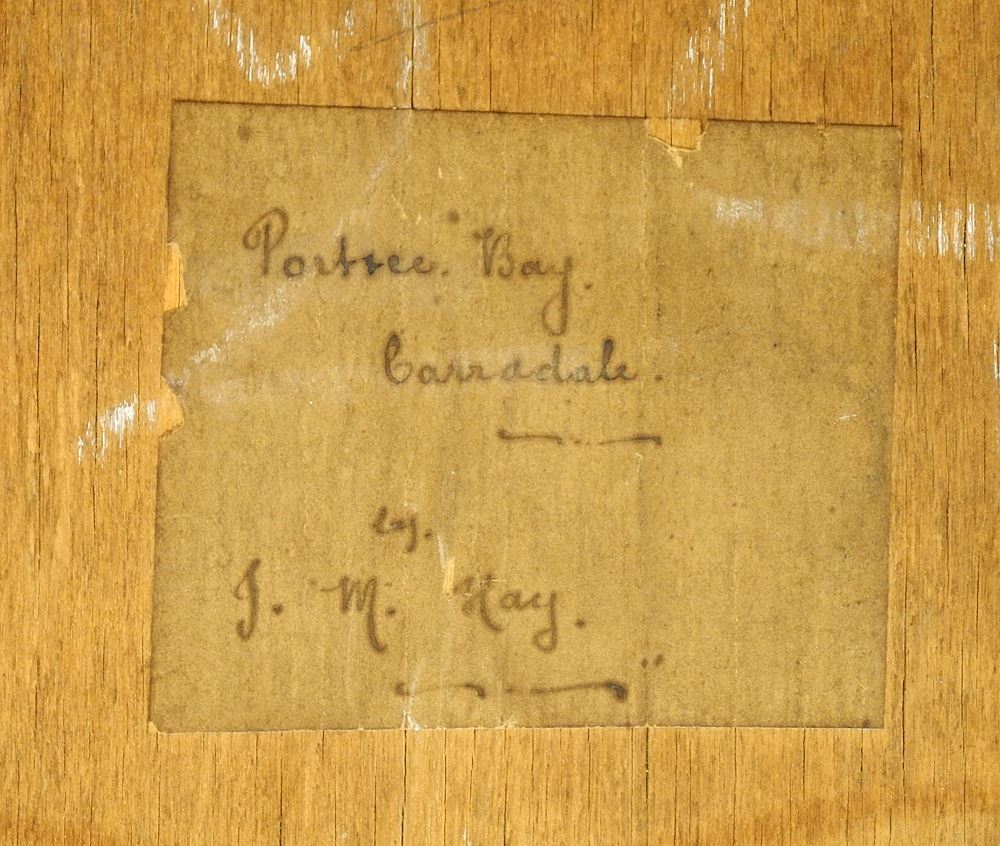 Portree. Bay.
Carradale.
by.
J. M. Hay.